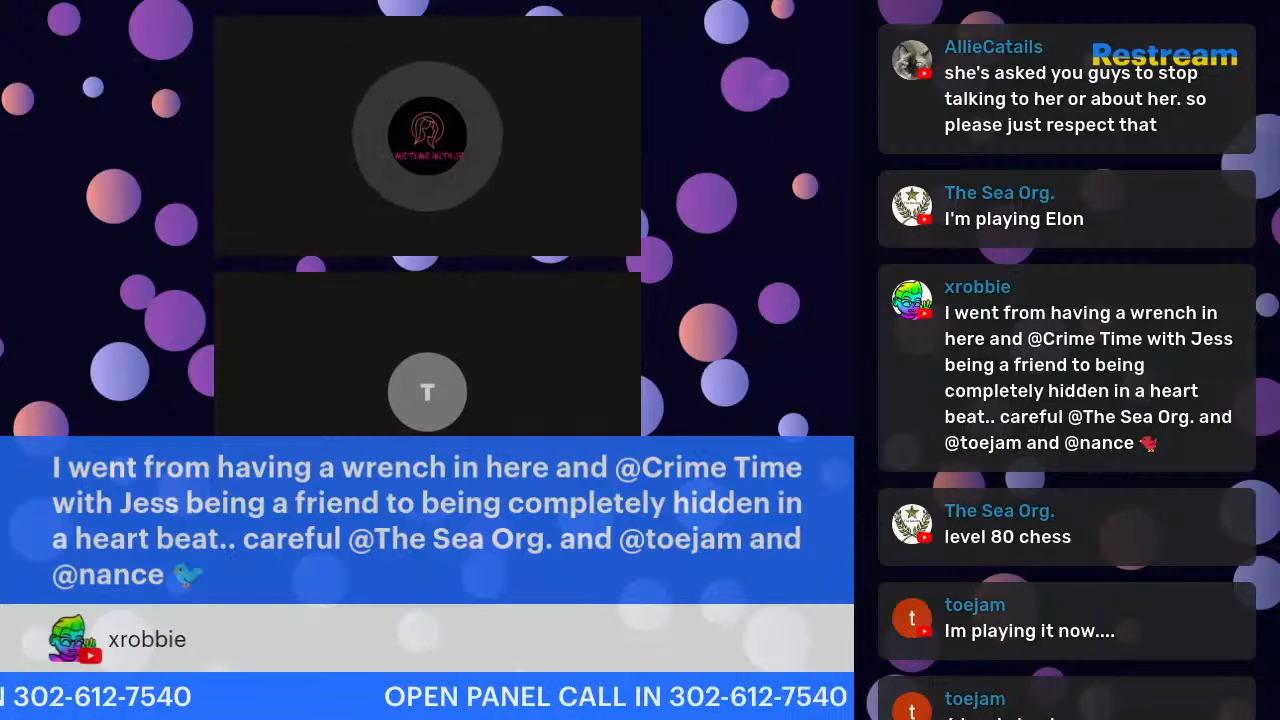 T
I went from having a wrench in here and @Crime Time
with Jess being a friend to being completely hidden in
a heart beat.. careful @The Sea Org. and @toejam and
@nance 🐦
xrobbie
N 302-612-7540 OPEN PANEL CALL IN 302-612-7540
Restream
AllieCatails
she's asked you guys to stop
talking to her or about her. so
please just respect that
The Sea Org.
I'm playing Elon
xrobbie
I went from having a wrench in
here and @Crime Time with Jess
being a friend to being
completely hidden in a heart
beat.. careful @The Sea Org. and
@toejam and @nance 🐦
The Sea Org.
level 80 chess
t
toejam
Im playing it now....
t
toejam